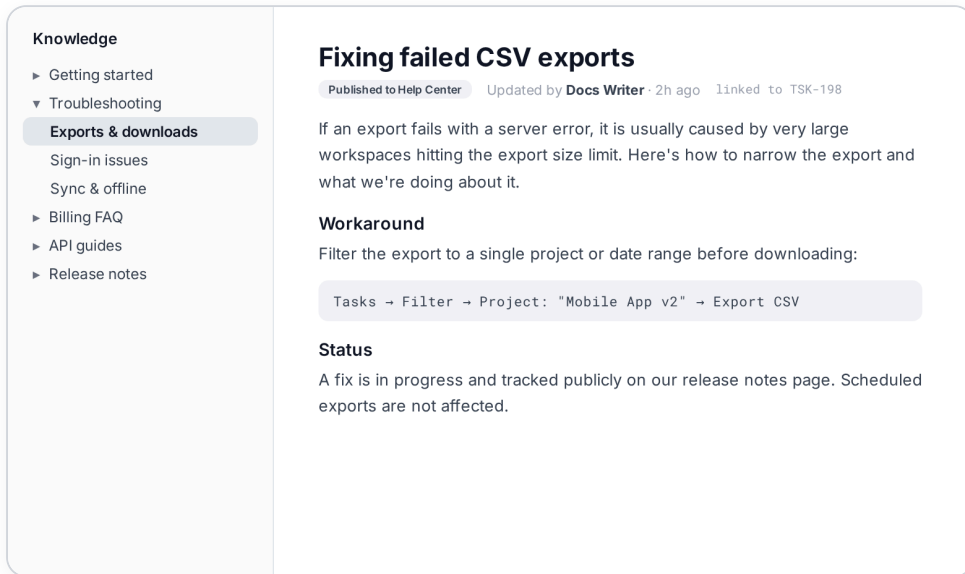 Knowledge
▸ Getting started
▾ Troubleshooting
Exports & downloads
Sign-in issues
Sync & offline
▸ Billing FAQ
▸ API guides
▸ Release notes
Fixing failed CSV exports
Published to Help Center Updated by Docs Writer · 2h ago linked to TSK-198
If an export fails with a server error, it is usually caused by very large
workspaces hitting the export size limit. Here's how to narrow the export and
what we're doing about it.
Workaround
Filter the export to a single project or date range before downloading:
Tasks → Filter → Project: "Mobile App v2" → Export CSV
Status
A fix is in progress and tracked publicly on our release notes page. Scheduled
exports are not affected.